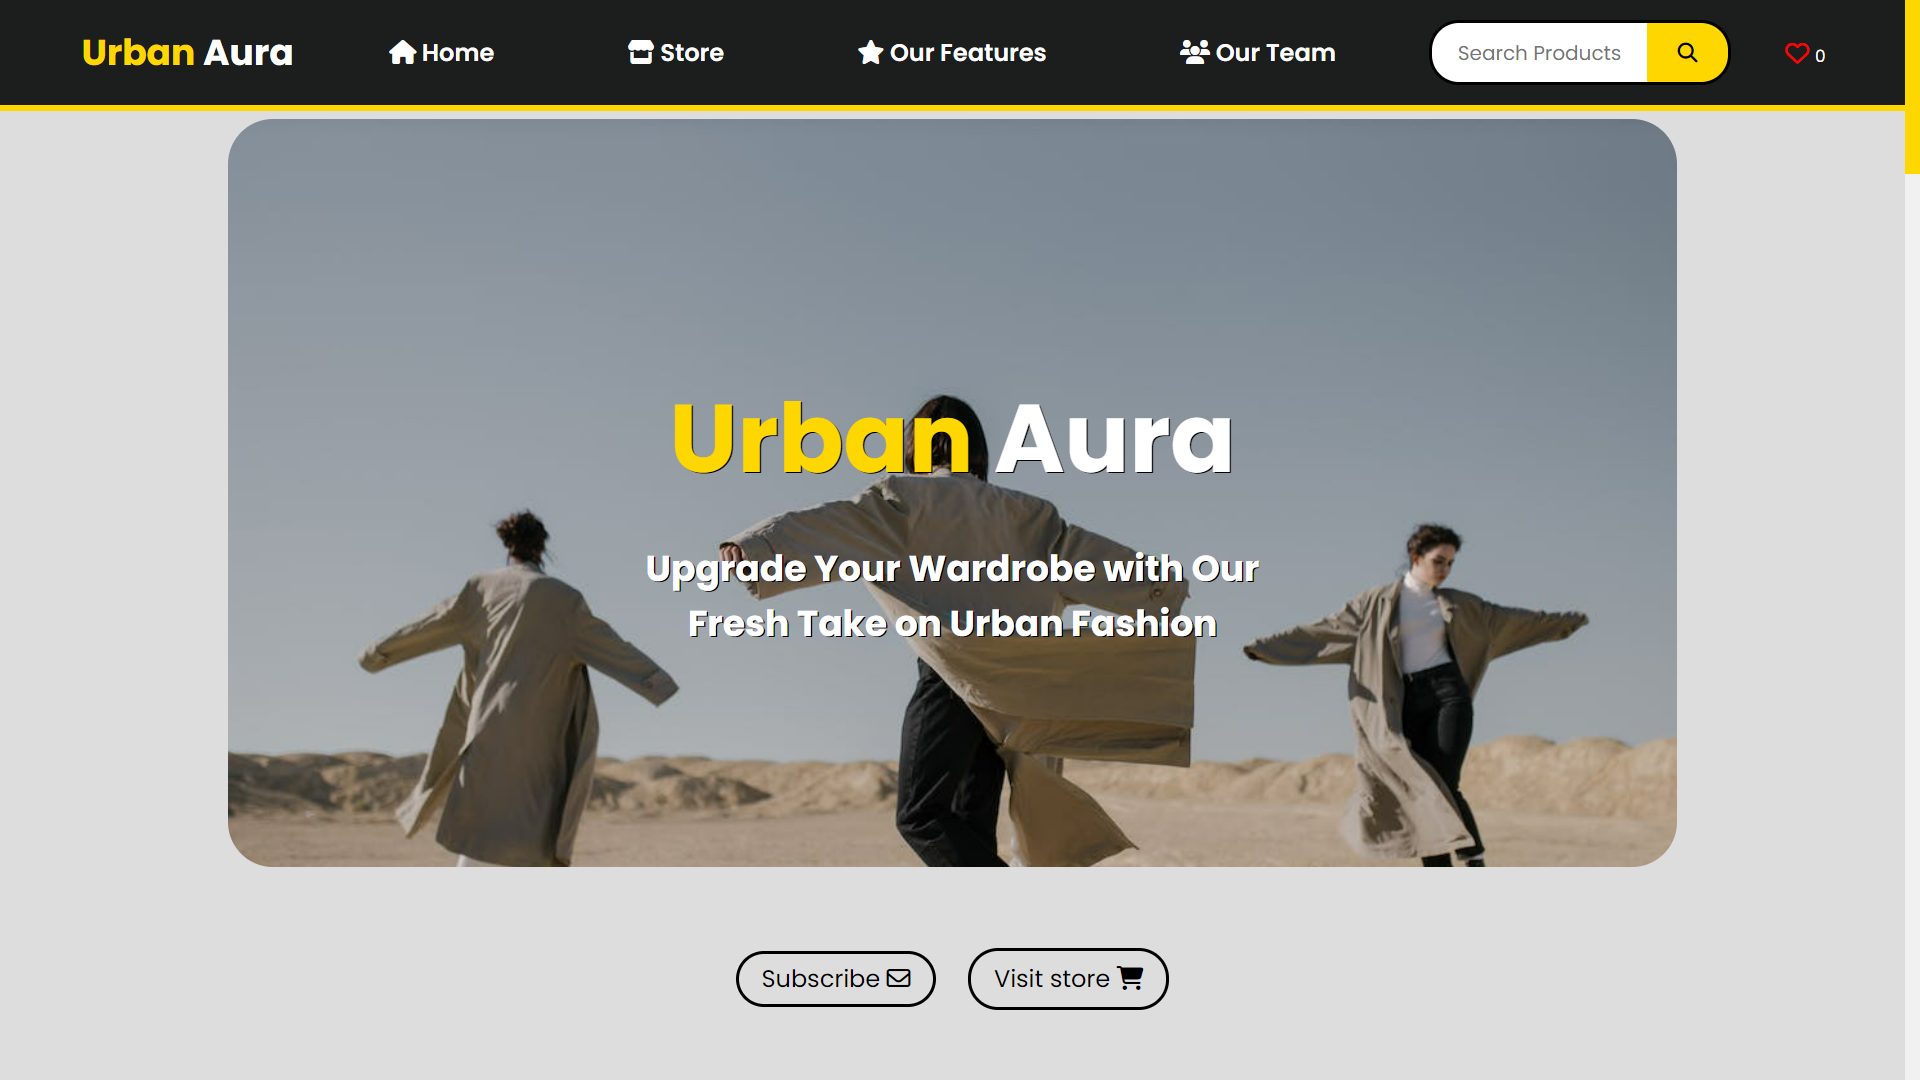 Urban Aura
Home
Store
Our Features
Our Team
Search Products
0
Urban Aura
Upgrade Your Wardrobe with Our
Fresh Take on Urban Fashion
Subscribe
Visit store